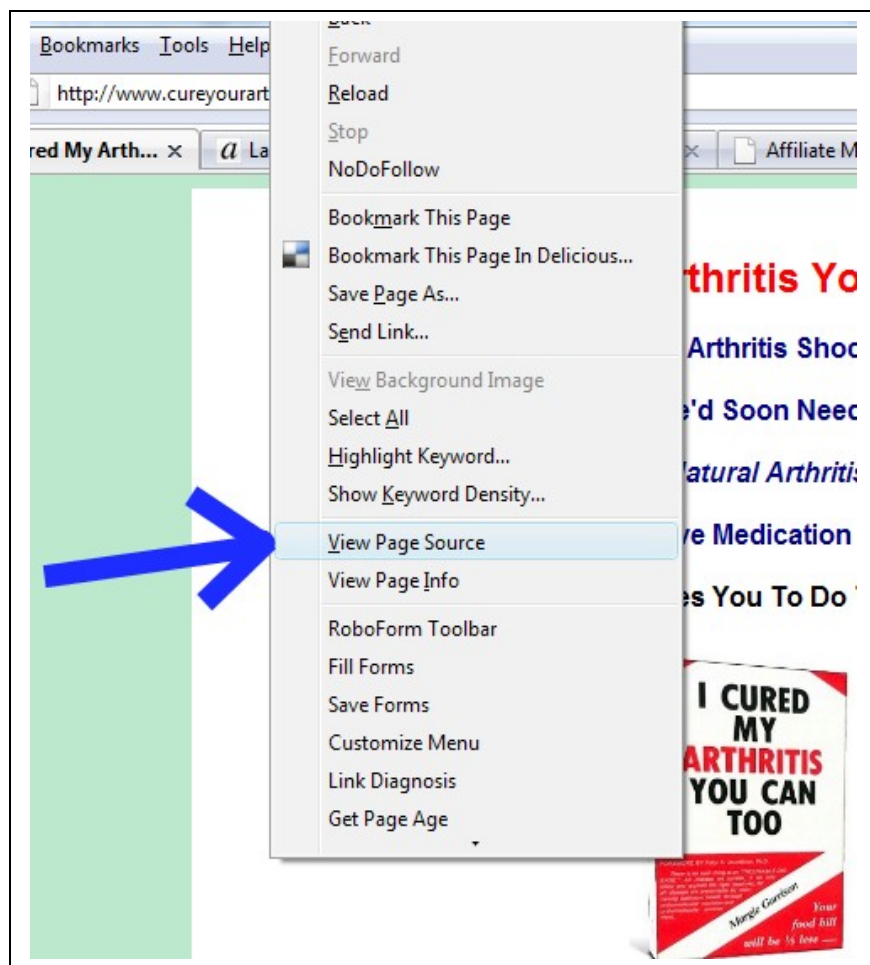 Back
Bookmarks Tools Help
Forward
http://www.cureyourart
Reload
Stop
red My Arth... × a La × Affiliate M
NoDoFollow
Bookmark This Page
Bookmark This Page In Delicious...
Save Page As...
Send Link...
View Background Image
Select All
Highlight Keyword...
Show Keyword Density...
View Page Source
View Page Info
RoboForm Toolbar
Fill Forms
Save Forms
Customize Menu
Link Diagnosis
Get Page Age
thritis Yo
Arthritis Shoc
e'd Soon Need
latural Arthritis
ve Medication
es You To Do
I CURED
MY
ARTHRITIS
YOU CAN
TOO
Margie Garrison
Your
food bill
will be ⅓ less —